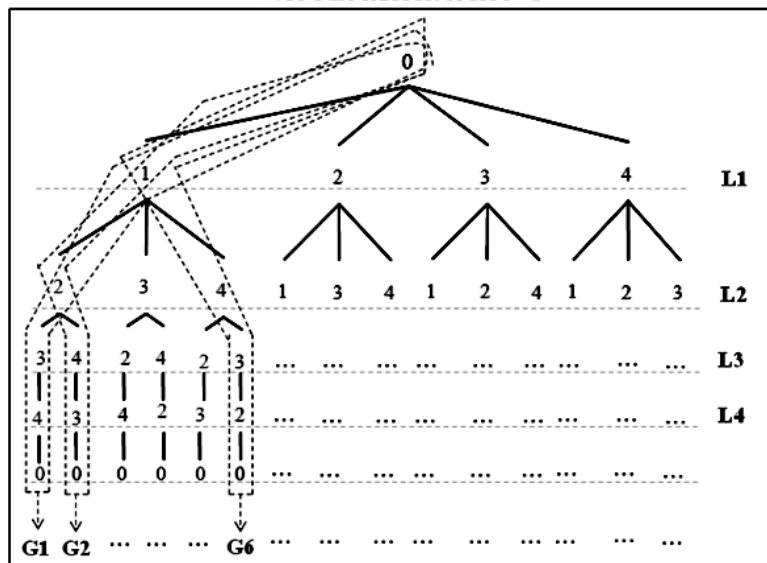 0
1 2 3 4 L1
2 3 4 1 3 4 1 2 4 1 2 3 L2
3 4 2 4 2 3 ... ... ... ... ... ... ... ... ... L3
4 3 4 2 3 2 ... ... ... ... ... ... ... ... ... L4
0 0 0 0 0 0 ... ... ... ... ... ... ... ... ...
G1 G2 ... ... ... G6 ... ... ... ... ... ... ... ... ...